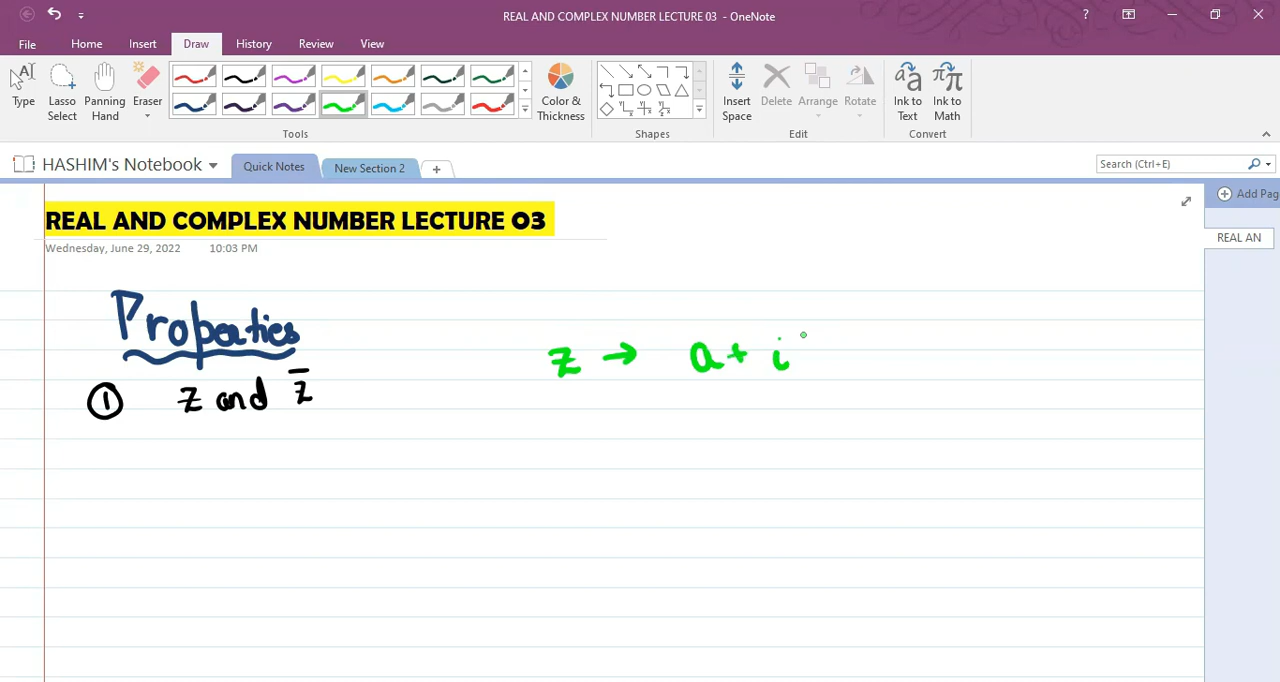 REAL AND COMPLEX NUMBER LECTURE 03 - OneNote
File Home Insert Draw History Review View
Type
Lasso Select
Panning Hand
Eraser
Color & Thickness
Insert Space
Delete
Arrange
Rotate
Ink to Text
Ink to Math
Tools Shapes Edit Convert
HASHIM's Notebook Quick Notes New Section 2 + Search (Ctrl+E)
REAL AND COMPLEX NUMBER LECTURE 03
Add Pag
Wednesday, June 29, 2022 10:03 PM
REAL AN
Properties
z → a + i
① z and z̅